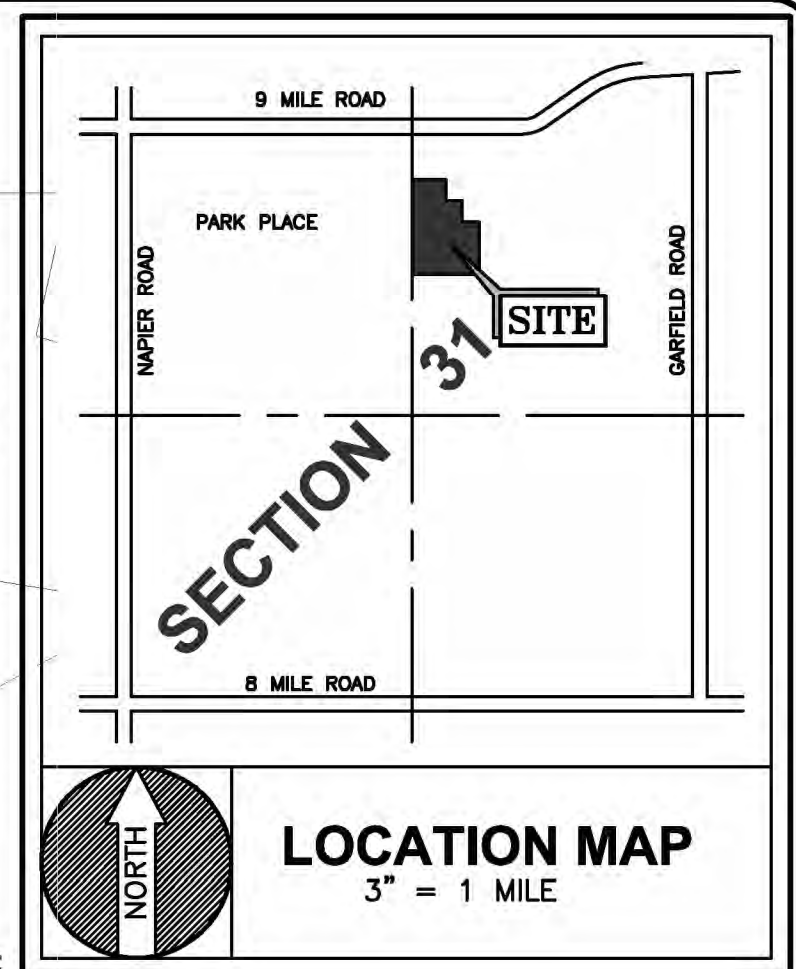 9 MILE ROAD
PARK PLACE
NAPIER ROAD
GARFIELD ROAD
SITE
SECTION 31
8 MILE ROAD
NORTH
LOCATION MAP
3" = 1 MILE